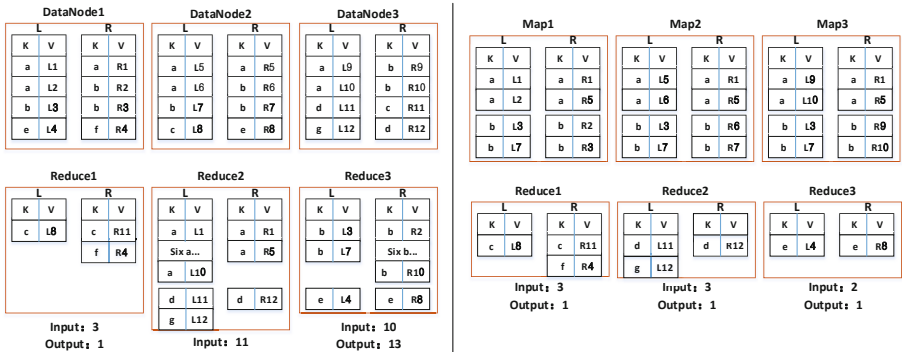 DataNode1 DataNode2 DataNode3
L R L R L R
K V K V K V K V K V K V
a L1 a R1 a L5 a R5 a L9 b R9
a L2 b R2 a L6 b R6 a L10 b R10
b L3 b R3 b L7 b R7 d L11 c R11
e L4 f R4 c L8 e R8 g L12 d R12
Reduce1 Reduce2 Reduce3
L R L R L R
K V K V K V K V K V K V
c L8 c R11 a L1 a R1 b L3 b R2
f R4 Six a... a R5 b L7 Six b...
a L10 b R10
d L11 d R12 e L4 e R8
g L12
Input：3 Input：11 Input：10
Output：1 Output：13
Map1 Map2 Map3
L R L R L R
K V K V K V K V K V K V
a L1 a R1 a L5 a R1 a L9 a R1
a L2 a R5 a L6 a R5 a L10 a R5
b L3 b R2 b L3 b R6 b L3 b R9
b L7 b R3 b L7 b R7 b L7 b R10
Reduce1 Reduce2 Reduce3
L R L R L R
K V K V K V K V K V K V
c L8 c R11 d L11 d R12 e L4 e R8
f R4 g L12
Input：3 Input：3 Input：2
Output：1 Output：1 Output：1